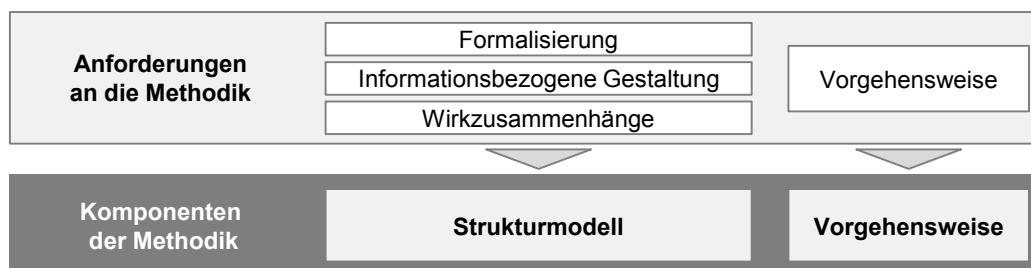 Anforderungen
an die Methodik
Formalisierung
Informationsbezogene Gestaltung
Wirkzusammenhänge
Vorgehensweise
Komponenten
der Methodik
Strukturmodell
Vorgehensweise